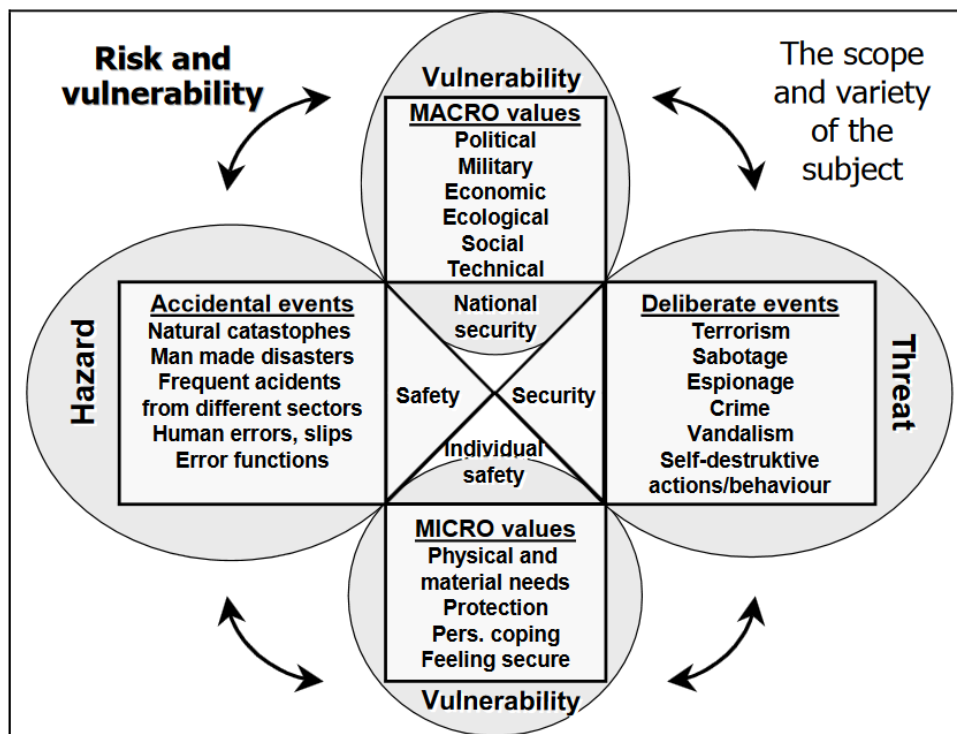 Risk and
vulnerability
The scope
and variety
of the
subject
Vulnerability
MACRO values
Political
Military
Economic
Ecological
Social
Technical
National
security
Hazard
Accidental events
Natural catastophes
Man made disasters
Frequent acidents
from different sectors
Human errors, slips
Error functions
Safety
Security
Deliberate events
Terrorism
Sabotage
Espionage
Crime
Vandalism
Self-destruktive
actions/behaviour
Threat
Individual
safety
MICRO values
Physical and
material needs
Protection
Pers. coping
Feeling secure
Vulnerability